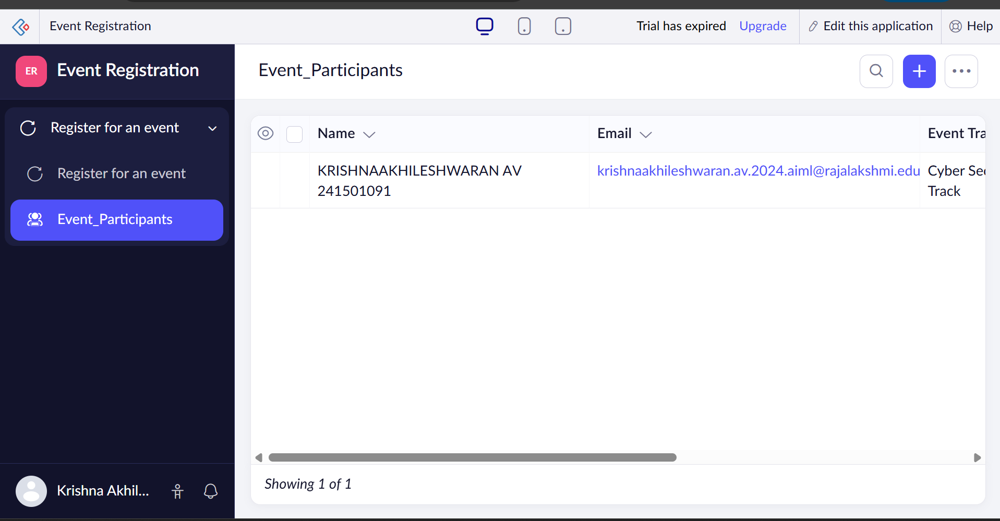 Event Registration
Trial has expired Upgrade
Edit this application
Help
ER Event Registration
Register for an event
Register for an event
Event_Participants
Krishna Akhil...
Event_Participants
Name Email Event Tra
KRISHNAAKHILESHWARAN AV krishnaakhileshwaran.av.2024.aiml@rajalakshmi.edu Cyber Sec
241501091 Track
Showing 1 of 1